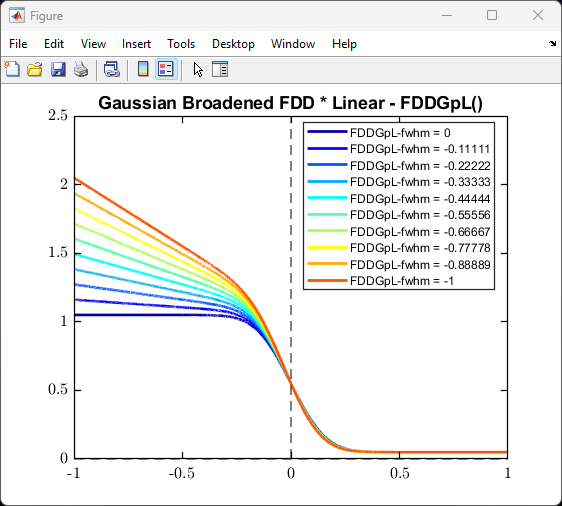 Figure
File Edit View Insert Tools Desktop Window Help
Gaussian Broadened FDD * Linear - FDDGpL()
2.5
2
1.5
1
0.5
0
-1 -0.5 0 0.5 1
FDDGpL-fwhm = 0
FDDGpL-fwhm = -0.11111
FDDGpL-fwhm = -0.22222
FDDGpL-fwhm = -0.33333
FDDGpL-fwhm = -0.44444
FDDGpL-fwhm = -0.55556
FDDGpL-fwhm = -0.66667
FDDGpL-fwhm = -0.77778
FDDGpL-fwhm = -0.88889
FDDGpL-fwhm = -1